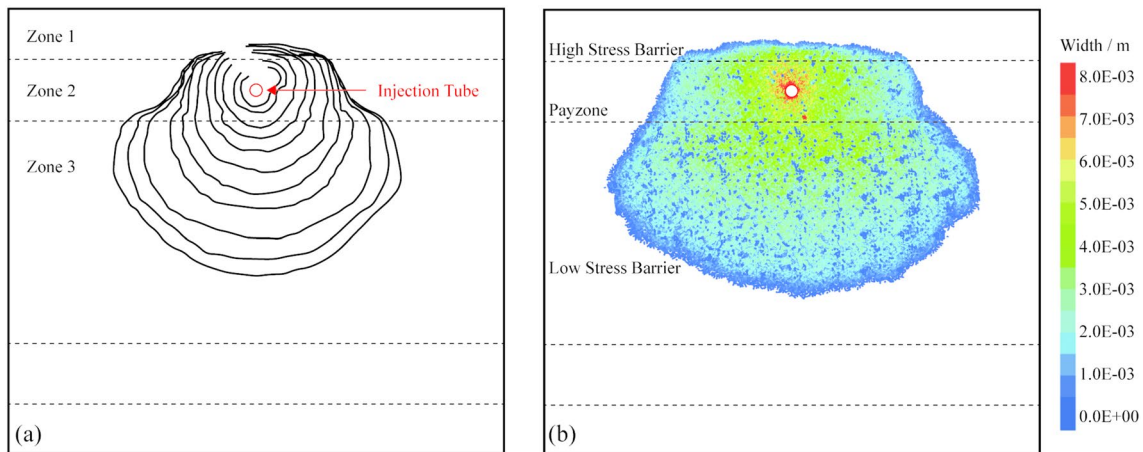 Zone 1
Zone 2
Zone 3
Injection Tube
(a)
High Stress Barrier
Payzone
Low Stress Barrier
(b)
Width / m
8.0E-03
7.0E-03
6.0E-03
5.0E-03
4.0E-03
3.0E-03
2.0E-03
1.0E-03
0.0E+00